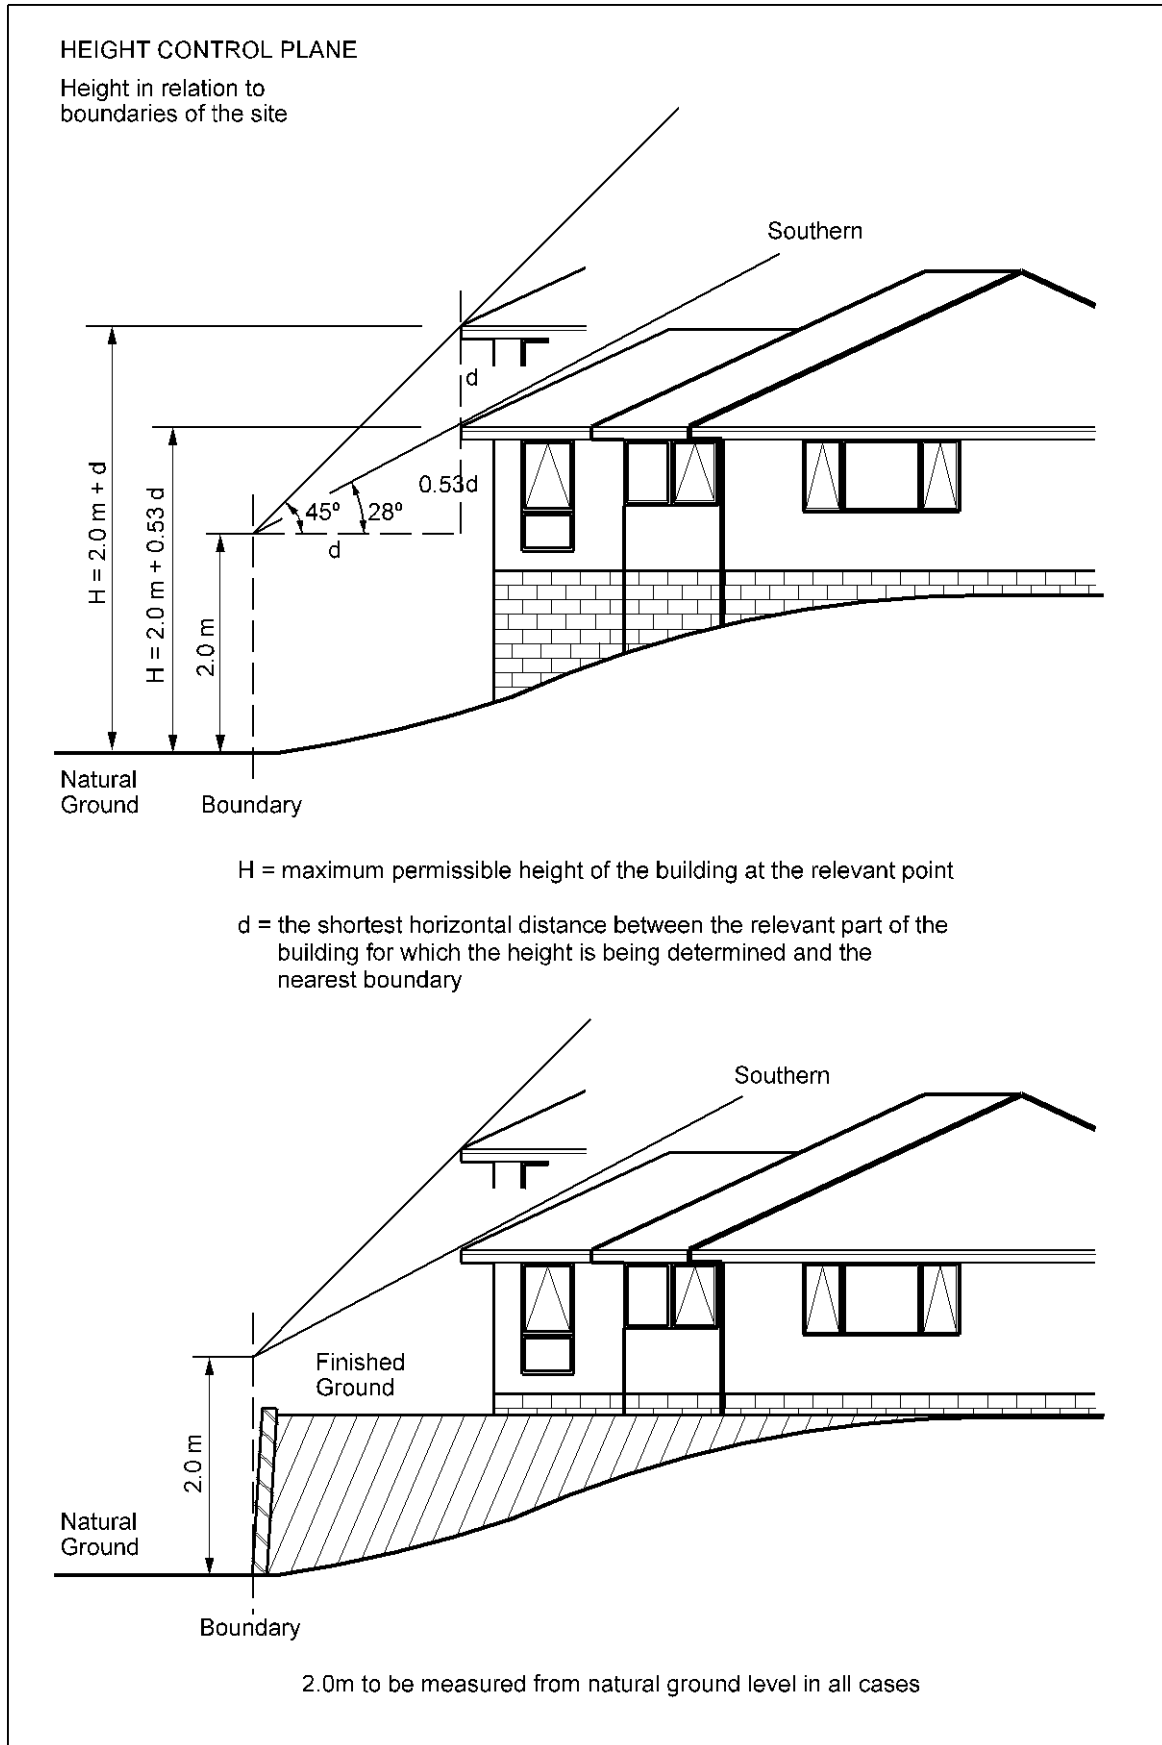 HEIGHT CONTROL PLANE
Height in relation to
boundaries of the site
Southern
d
0.53d
45º
28º
d
H = 2.0 m + d
H = 2.0 m + 0.53 d
2.0 m
Natural
Ground
Boundary
H = maximum permissible height of the building at the relevant point
d = the shortest horizontal distance between the relevant part of the
building for which the height is being determined and the
nearest boundary
Southern
Finished
Ground
2.0 m
Natural
Ground
Boundary
2.0m to be measured from natural ground level in all cases